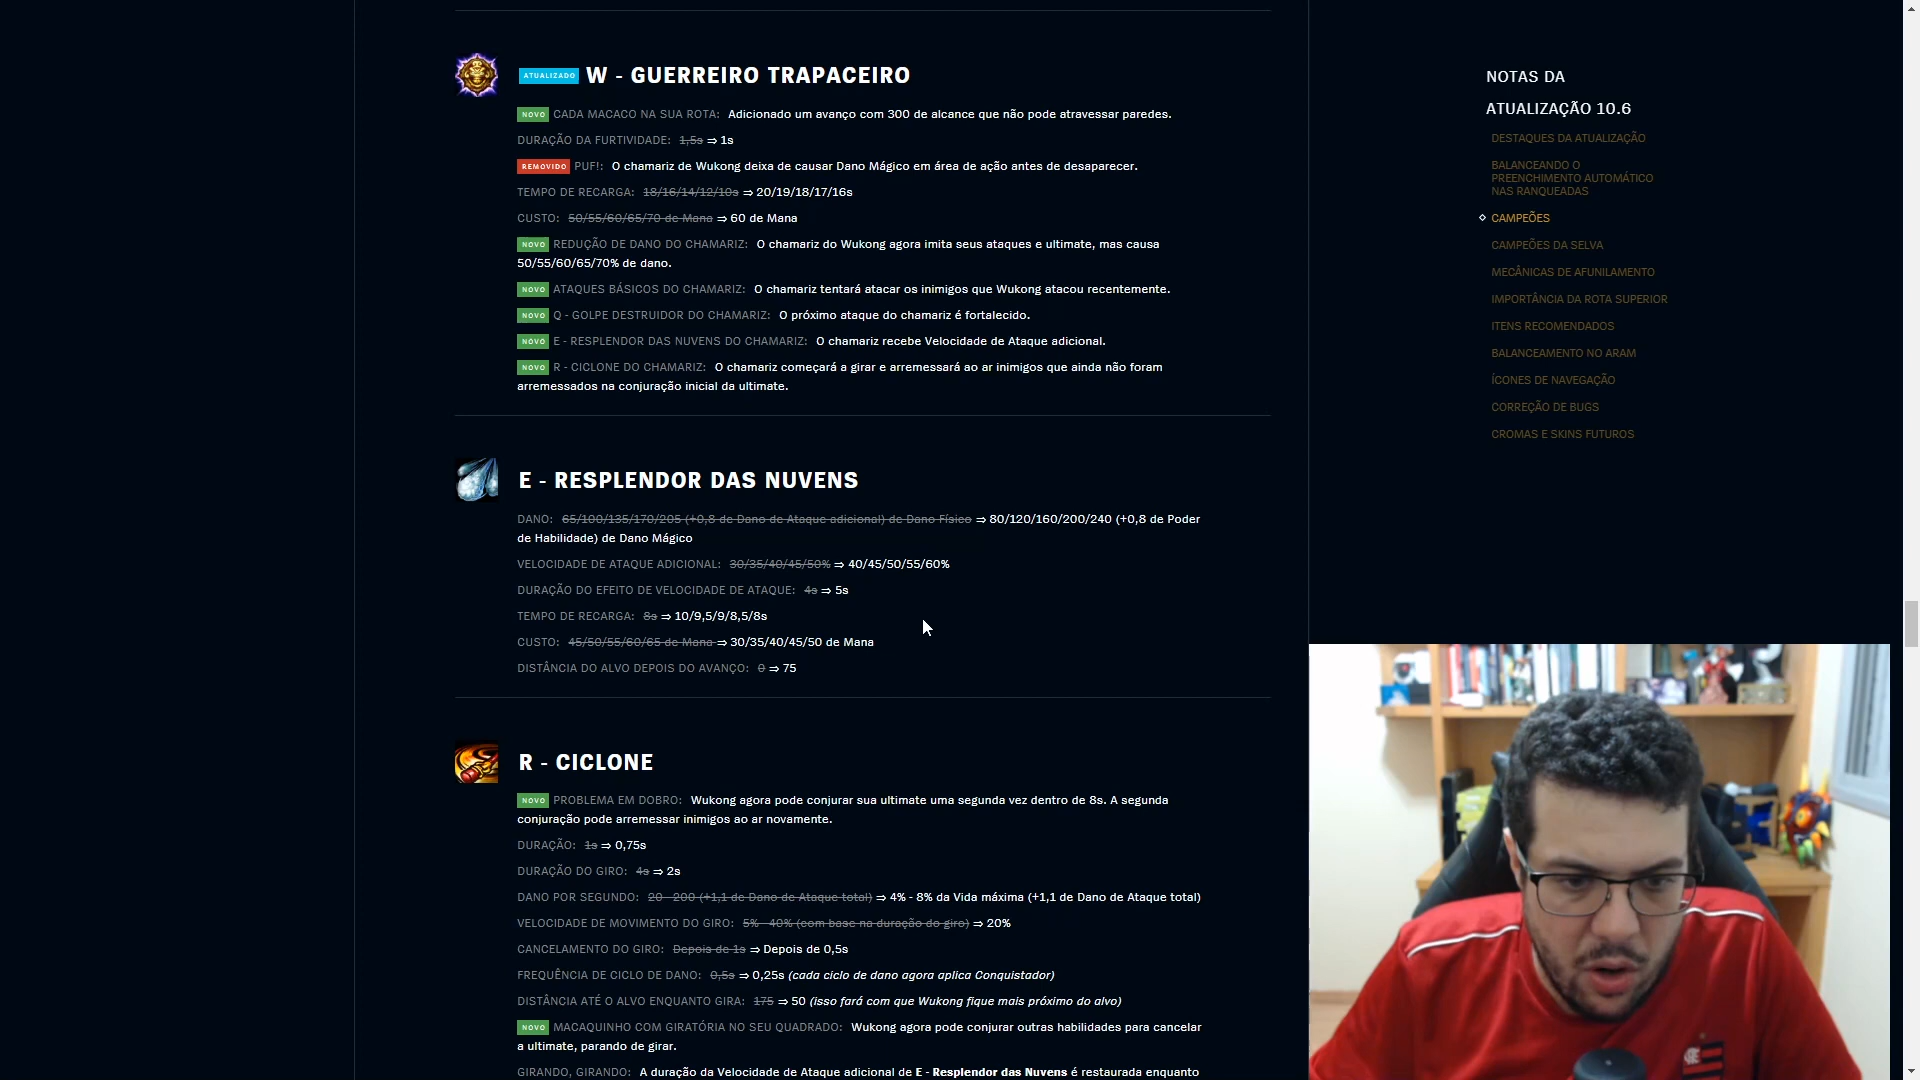 ATUALIZADO W - GUERREIRO TRAPACEIRO
NOVO CADA MACACO NA SUA ROTA: Adicionado um avanço com 300 de alcance que não pode atravessar paredes.
DURAÇÃO DA FURTIVIDADE: 1,5s ⇒ 1s
REMOVIDO PUF!: O chamariz de Wukong deixa de causar Dano Mágico em área de ação antes de desaparecer.
TEMPO DE RECARGA: 18/16/14/12/10s ⇒ 20/19/18/17/16s
CUSTO: 50/55/60/65/70 de Mana ⇒ 60 de Mana
NOVO REDUÇÃO DE DANO DO CHAMARIZ: O chamariz do Wukong agora imita seus ataques e ultimate, mas causa
50/55/60/65/70% de dano.
NOVO ATAQUES BÁSICOS DO CHAMARIZ: O chamariz tentará atacar os inimigos que Wukong atacou recentemente.
NOVO Q - GOLPE DESTRUIDOR DO CHAMARIZ: O próximo ataque do chamariz é fortalecido.
NOVO E - RESPLENDOR DAS NUVENS DO CHAMARIZ: O chamariz recebe Velocidade de Ataque adicional.
NOVO R - CICLONE DO CHAMARIZ: O chamariz começará a girar e arremessará ao ar inimigos que ainda não foram
arremessados na conjuração inicial da ultimate.
E - RESPLENDOR DAS NUVENS
DANO: 65/100/135/170/205 (+0,8 de Dano de Ataque adicional) de Dano Físico ⇒ 80/120/160/200/240 (+0,8 de Poder
de Habilidade) de Dano Mágico
VELOCIDADE DE ATAQUE ADICIONAL: 30/35/40/45/50% ⇒ 40/45/50/55/60%
DURAÇÃO DO EFEITO DE VELOCIDADE DE ATAQUE: 4s ⇒ 5s
TEMPO DE RECARGA: 8s ⇒ 10/9,5/9/8,5/8s
CUSTO: 45/50/55/60/65 de Mana ⇒ 30/35/40/45/50 de Mana
DISTÂNCIA DO ALVO DEPOIS DO AVANÇO: 0 ⇒ 75
R - CICLONE
NOVO PROBLEMA EM DOBRO: Wukong agora pode conjurar sua ultimate uma segunda vez dentro de 8s. A segunda
conjuração pode arremessar inimigos ao ar novamente.
DURAÇÃO: 1s ⇒ 0,75s
DURAÇÃO DO GIRO: 4s ⇒ 2s
DANO POR SEGUNDO: 20 - 200 (+1,1 de Dano de Ataque total) ⇒ 4% - 8% da Vida máxima (+1,1 de Dano de Ataque total)
VELOCIDADE DE MOVIMENTO DO GIRO: 5% - 40% (com base na duração do giro) ⇒ 20%
CANCELAMENTO DO GIRO: Depois de 1s ⇒ Depois de 0,5s
FREQUÊNCIA DE CICLO DE DANO: 0,5s ⇒ 0,25s (cada ciclo de dano agora aplica Conquistador)
DISTÂNCIA ATÉ O ALVO ENQUANTO GIRA: 175 ⇒ 50 (isso fará com que Wukong fique mais próximo do alvo)
NOVO MACAQUINHO COM GIRATÓRIA NO SEU QUADRADO: Wukong agora pode conjurar outras habilidades para cancelar
a ultimate, parando de girar.
GIRANDO, GIRANDO: A duração da Velocidade de Ataque adicional de E - Resplendor das Nuvens é restaurada enquanto
NOTAS DA
ATUALIZAÇÃO 10.6
DESTAQUES DA ATUALIZAÇÃO
BALANCEANDO O
PREENCHIMENTO AUTOMÁTICO
NAS RANQUEADAS
CAMPEÕES
CAMPEÕES DA SELVA
MECÂNICAS DE AFUNILAMENTO
IMPORTÂNCIA DA ROTA SUPERIOR
ITENS RECOMENDADOS
BALANCEAMENTO NO ARAM
ÍCONES DE NAVEGAÇÃO
CORREÇÃO DE BUGS
CROMAS E SKINS FUTUROS